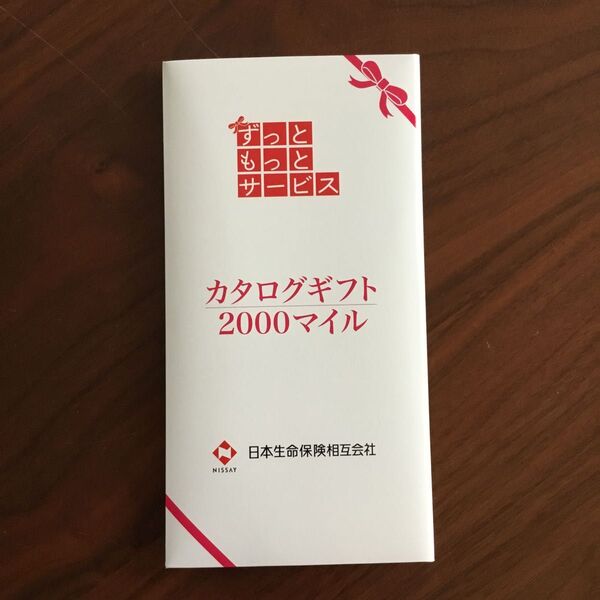 ずっと
もっと
サービス
カタログギフト
2000マイル
NISSAY
日本生命保険相互会社